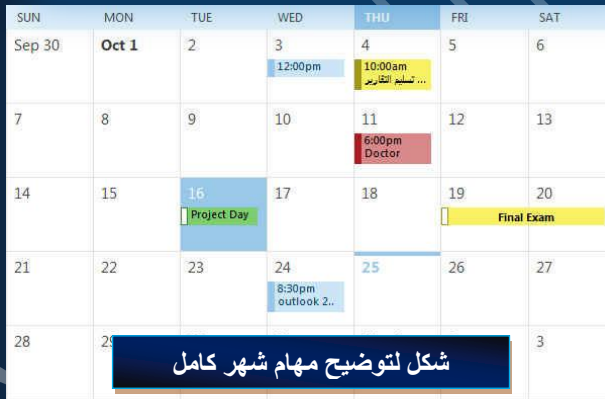 SUN MON TUE WED THU FRI SAT
Sep 30 Oct 1 2 3 4 5 6
12:00pm 10:00am
تسليم التقارير ...
7 8 9 10 11 12 13
6:00pm
Doctor
14 15 16 17 18 19 20
Project Day Final Exam
21 22 23 24 25 26 27
8:30pm
outlook 2..
28 3
شكل لتوضيح مهام شهر كامل